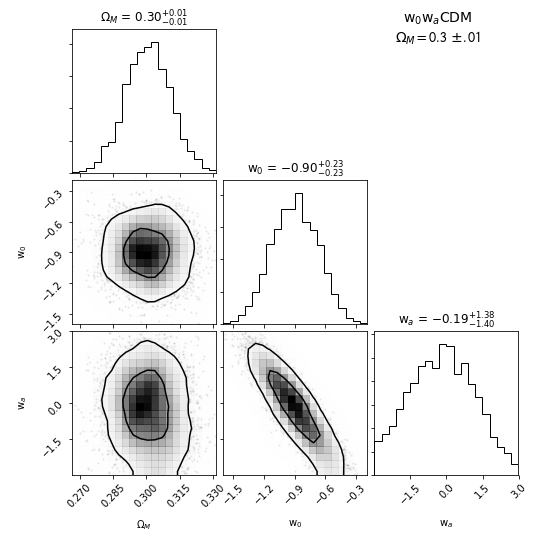 Ω_M = 0.30^{+0.01}_{−0.01}
w₀wₐCDM
Ω_M=0.3 ±.01
w₀ = −0.90^{+0.23}_{−0.23}
−0.3
−0.6
−0.9
−1.2
−1.5
w₀
wₐ = −0.19^{+1.38}_{−1.40}
3.0
1.5
0.0
−1.5
wₐ
0.270 0.285 0.300 0.315 0.330
−1.5 −1.2 −0.9 −0.6 −0.3
−1.5 0.0 1.5 3.0
Ω_M w₀ wₐ